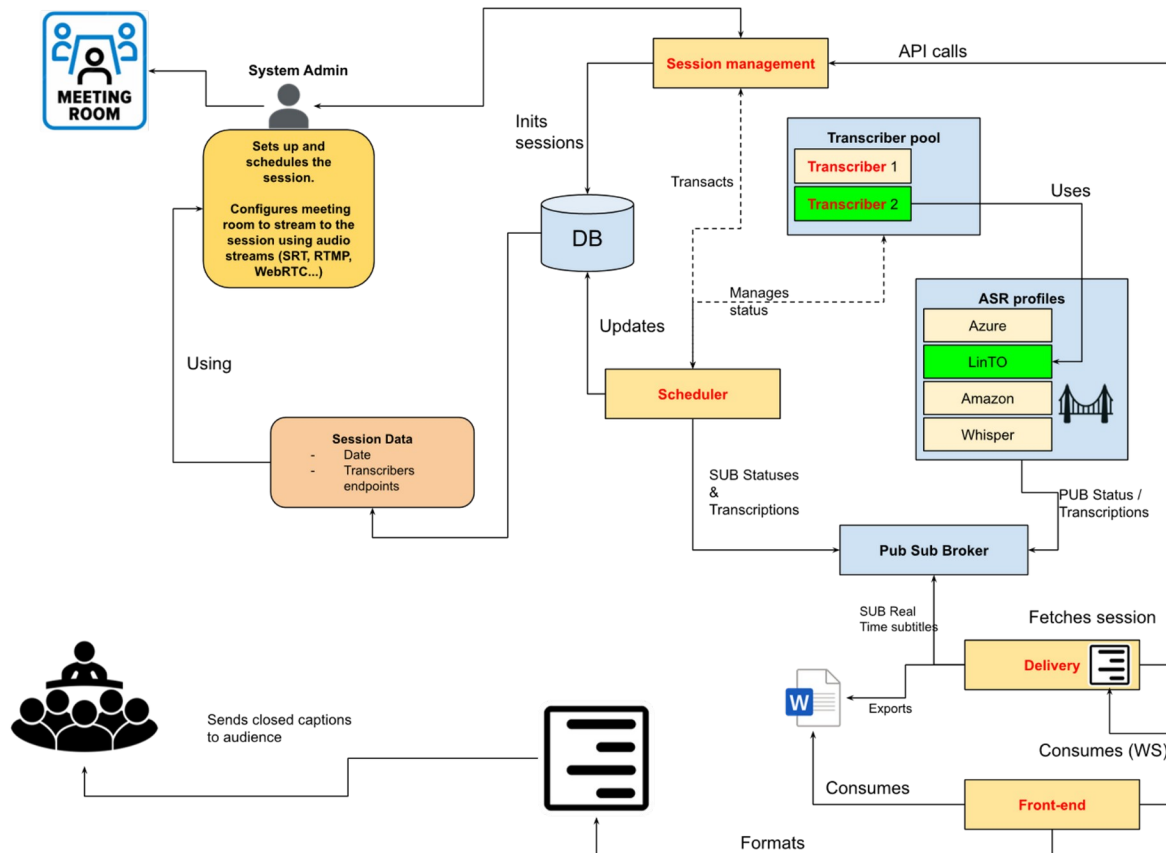 MEETING
ROOM
System Admin
Sets up and
schedules the
session.
Configures meeting
room to stream to the
session using audio
streams (SRT, RTMP,
WebRTC...)
Session management
API calls
Inits
sessions
Transacts
Transcriber pool
Transcriber 1
Transcriber 2
Uses
DB
Manages
status
ASR profiles
Azure
LinTO
Amazon
Whisper
Updates
Using
Scheduler
Session Data
- Date
- Transcribers
endpoints
SUB Statuses
&
Transcriptions
PUB Status /
Transcriptions
Pub Sub Broker
SUB Real
Time subtitles
Fetches session
Delivery
W
Exports
Consumes (WS)
Sends closed captions
to audience
Consumes
Front-end
Formats